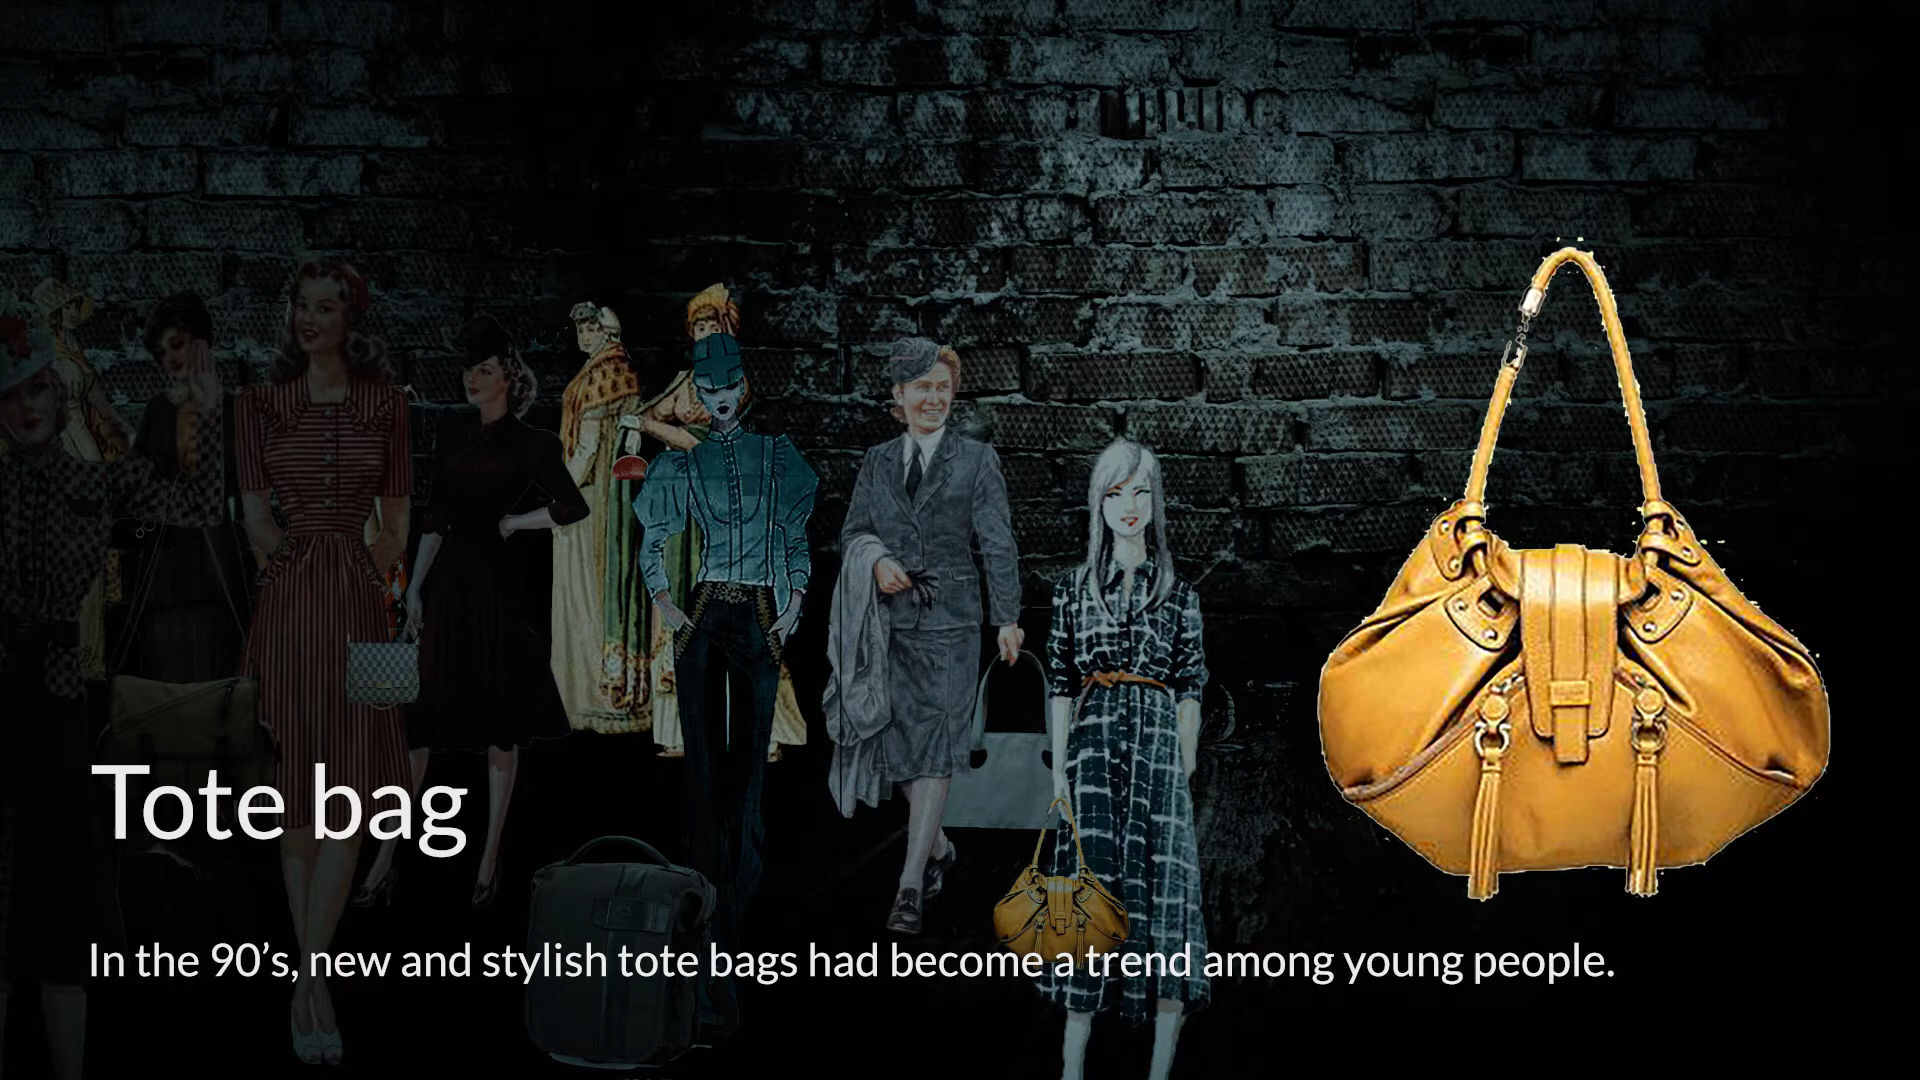 Tote bag
In the 90’s, new and stylish tote bags had become a trend among young people.